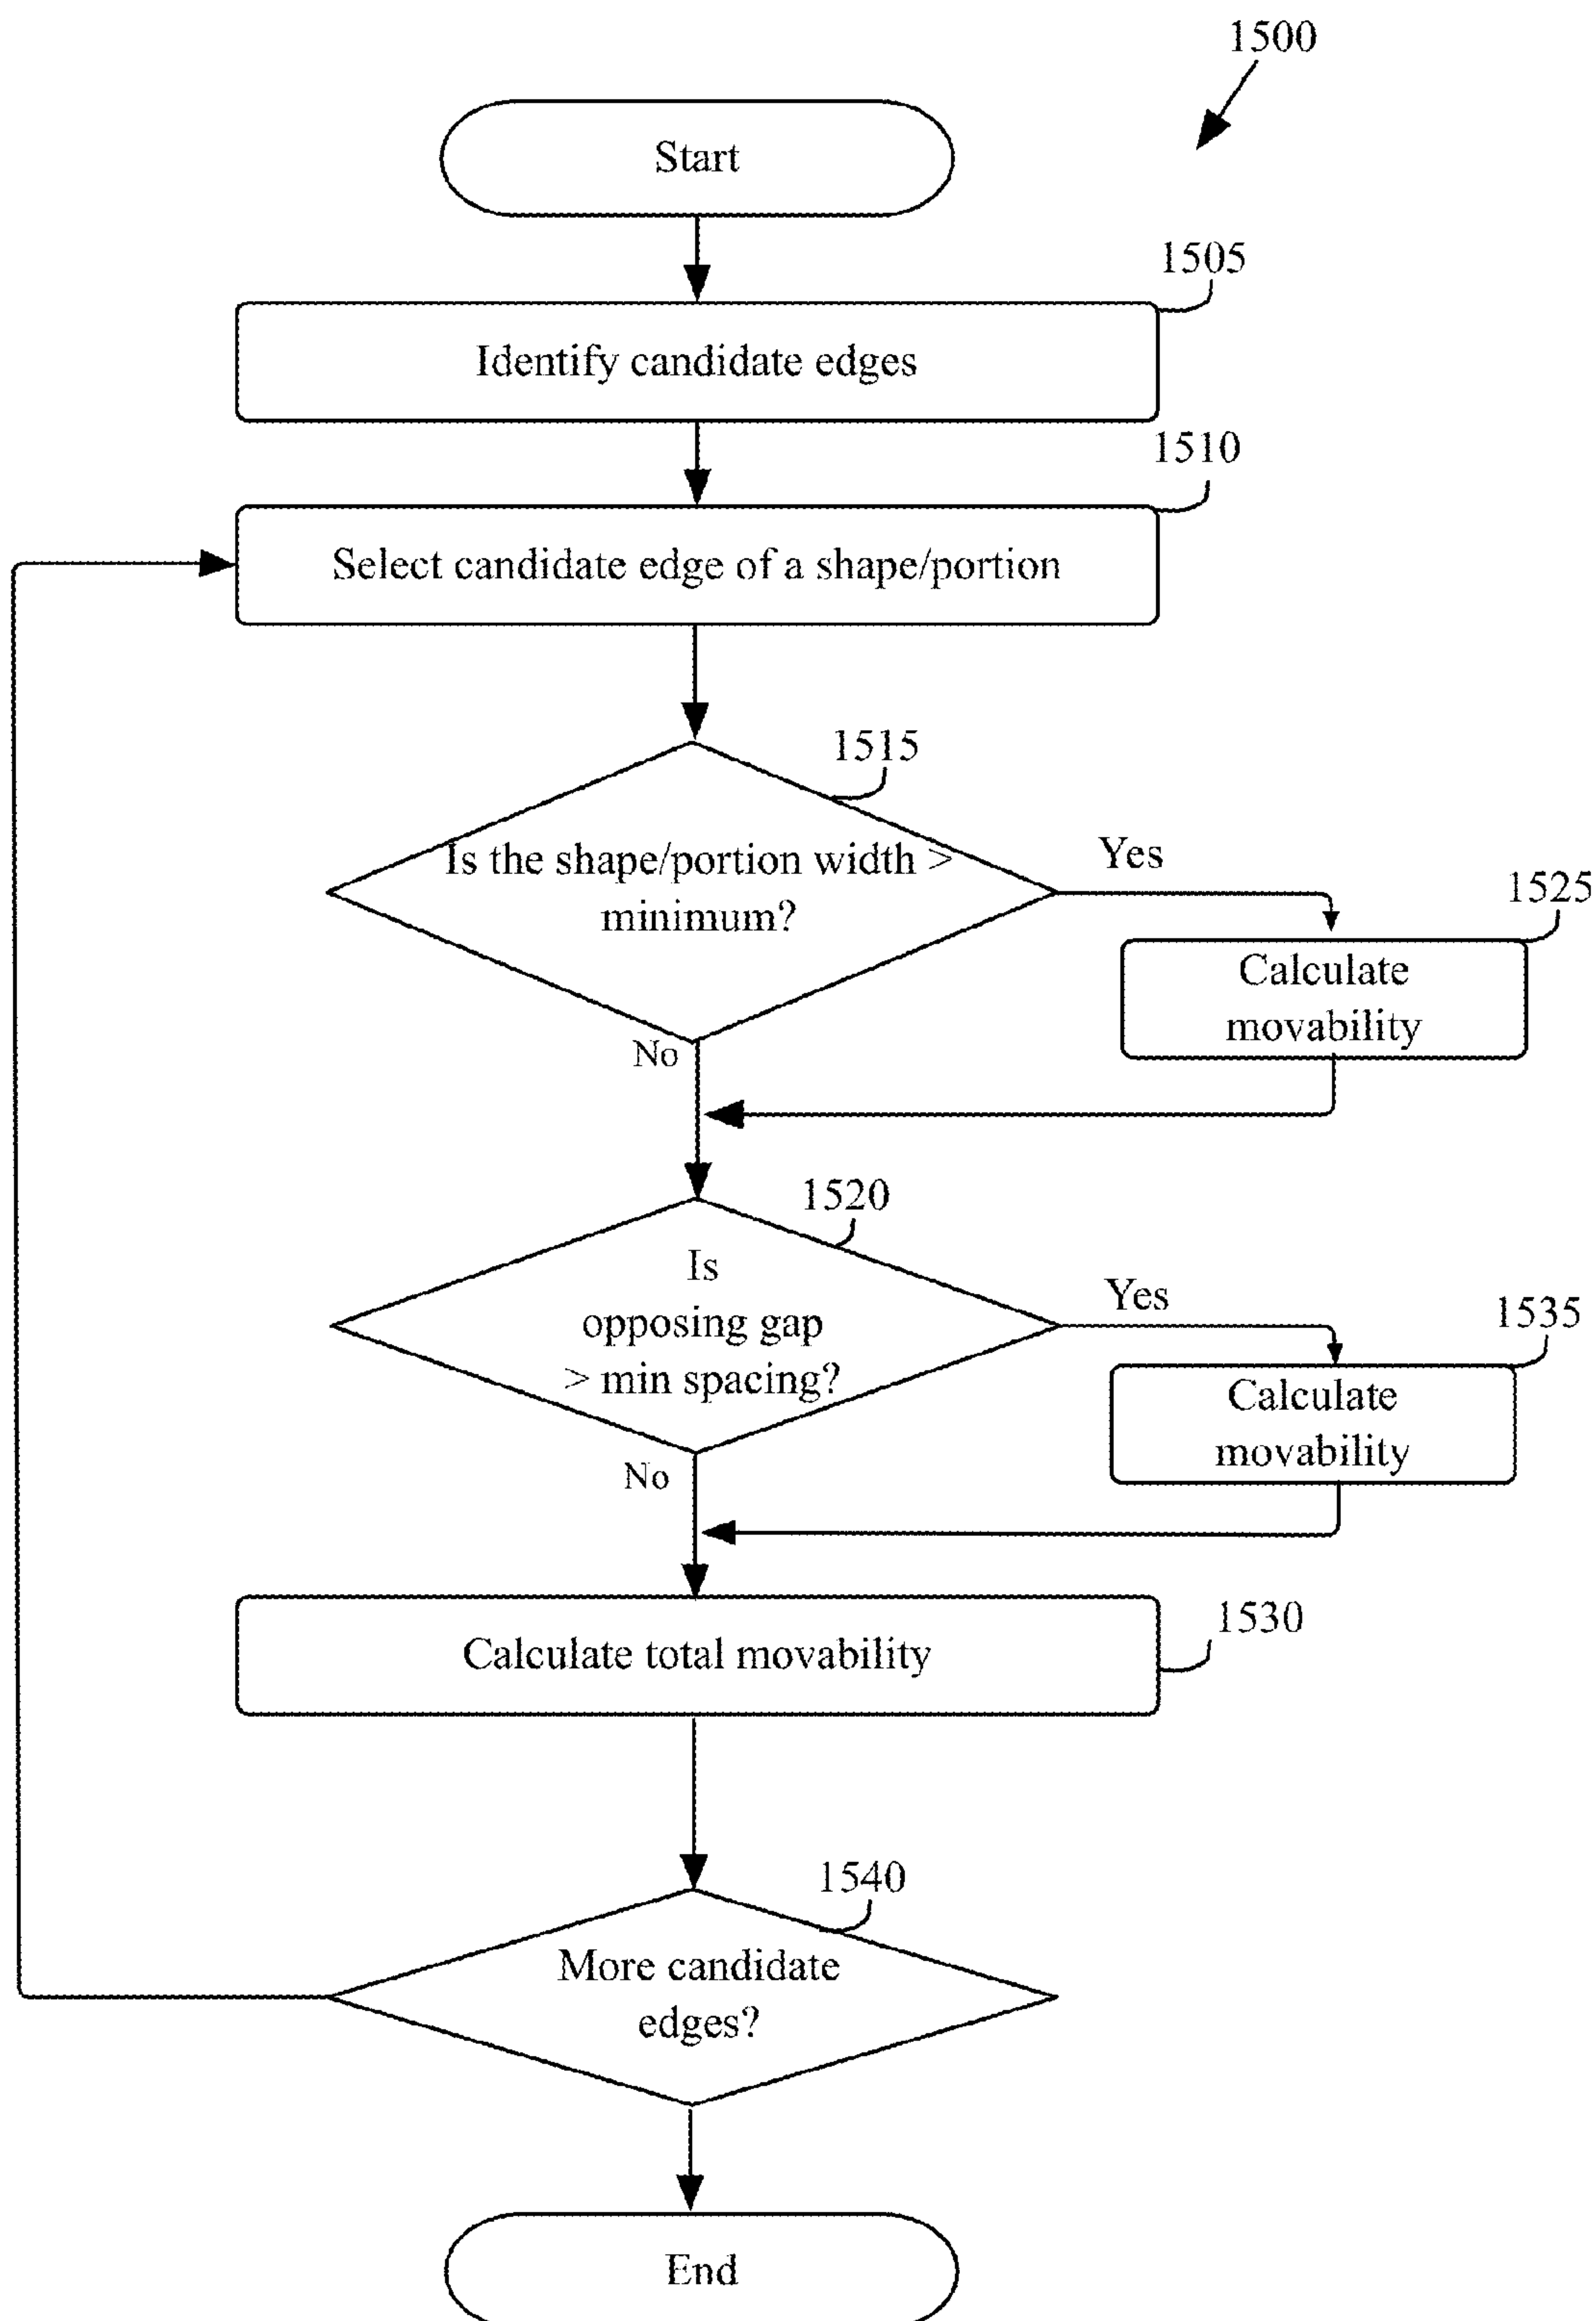 1500
Start
1505
Identify candidate edges
1510
Select candidate edge of a shape/portion
1515
Is the shape/portion width >
minimum?
Yes
1525
Calculate
movability
No
1520
Is
opposing gap
> min spacing?
Yes
1535
Calculate
movability
No
1530
Calculate total movability
1540
More candidate
edges?
End